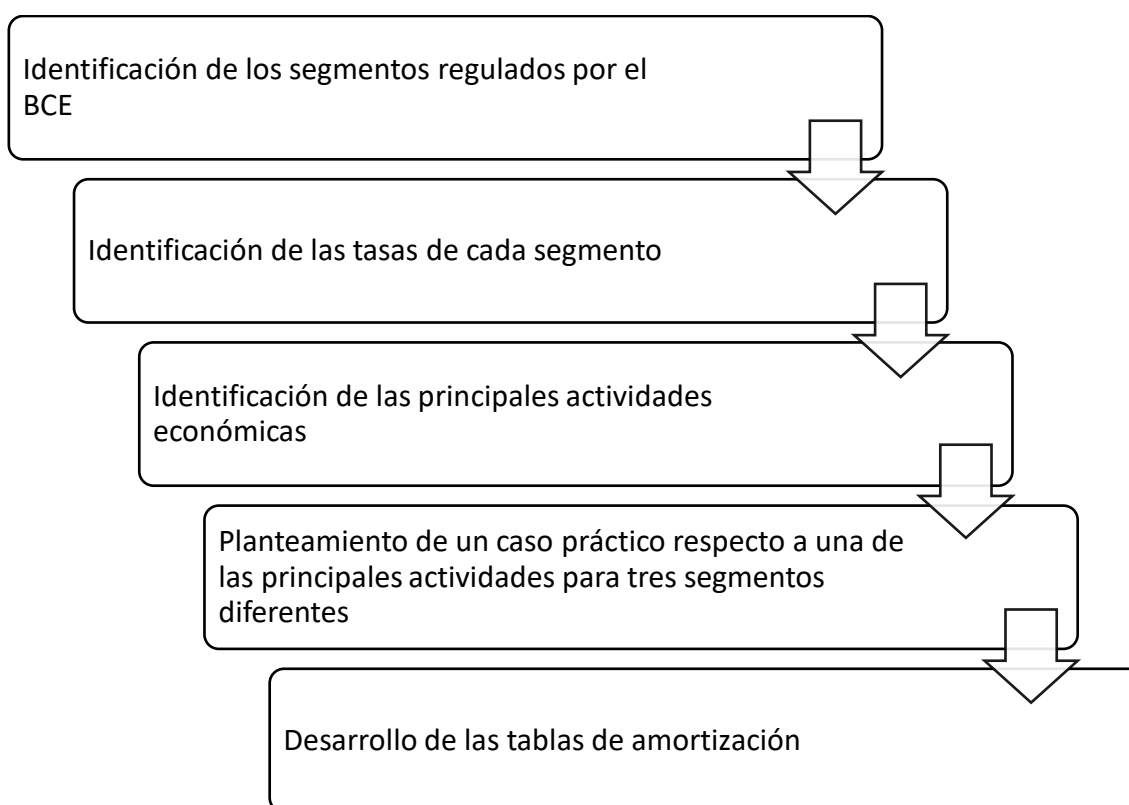 Identificación de los segmentos regulados por el
BCE
Identificación de las tasas de cada segmento
Identificación de las principales actividades
económicas
Planteamiento de un caso práctico respecto a una de
las principales actividades para tres segmentos
diferentes
Desarrollo de las tablas de amortización